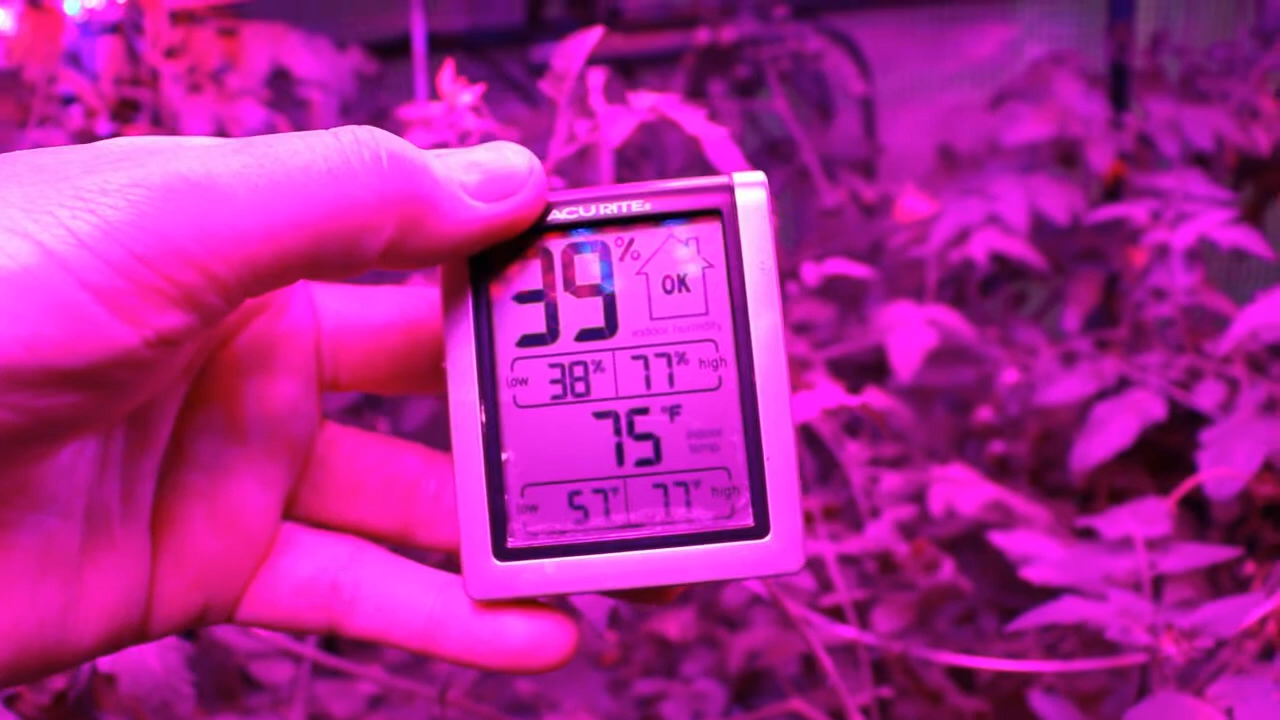 ACURITE
39%
OK
indoor humidity
low 38% 77% high
75°F
indoor
temp
low 57°F 77°F high